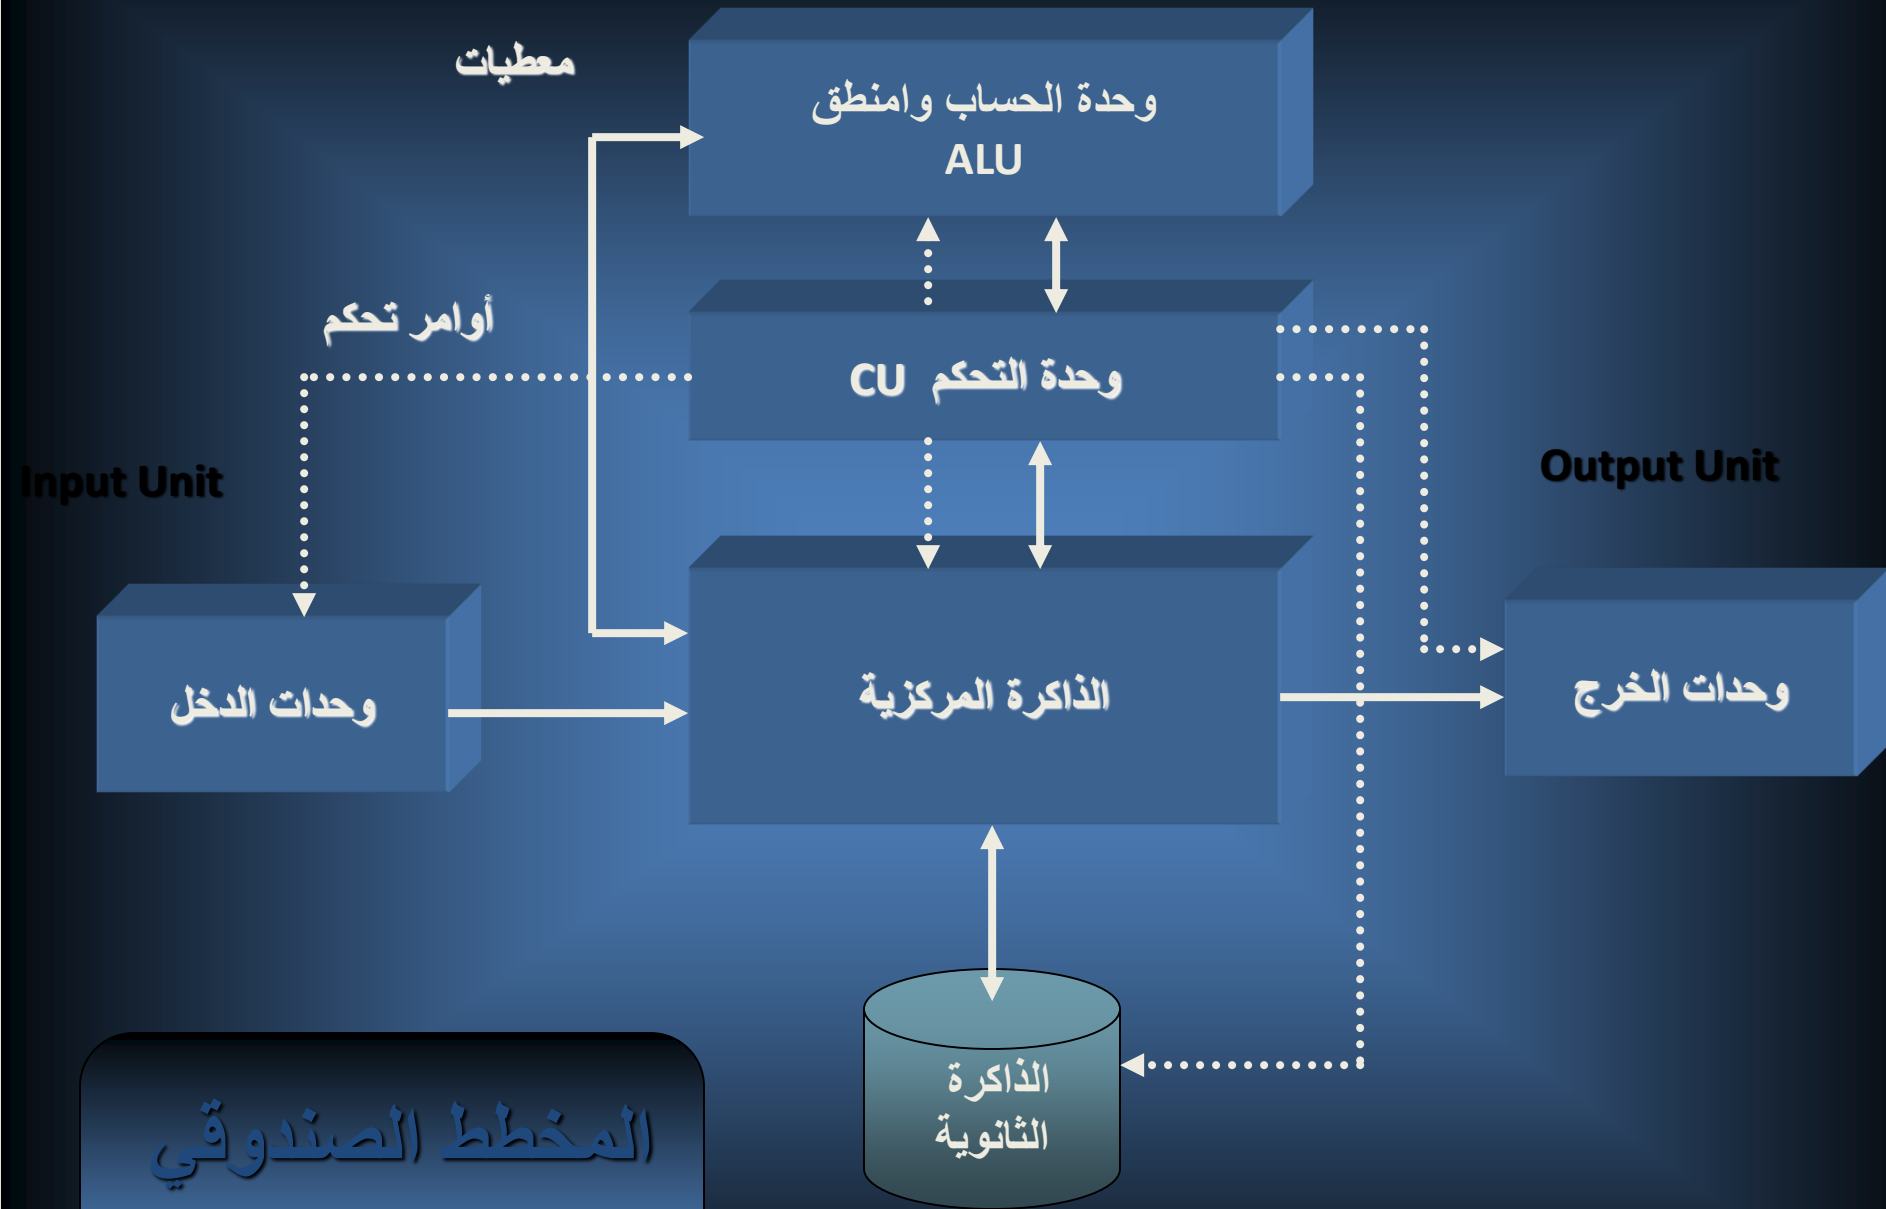 معطيات
وحدة الحساب وامنطق
ALU
أوامر تحكم
وحدة التحكم CU
Input Unit
Output Unit
وحدات الدخل
الذاكرة المركزية
وحدات الخرج
الذاكرة
الثانوية
المخطط الصندوقي